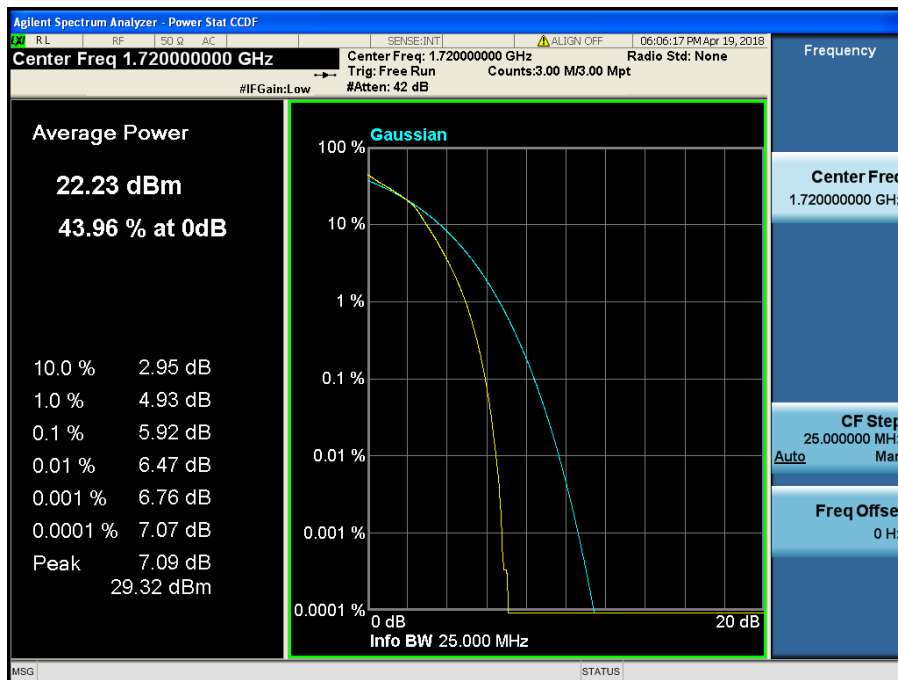 Agilent Spectrum Analyzer - Power Stat CCDF
LXI RL RF 50 Ω AC SENSE:INT ALIGN OFF 06:06:17 PM Apr 19, 2018
Center Freq 1.720000000 GHz
Center Freq: 1.720000000 GHz Radio Std: None
Trig: Free Run Counts:3.00 M/3.00 Mpt
#IFGain:Low #Atten: 42 dB
Frequency
Average Power
22.23 dBm
43.96 % at 0dB
10.0 % 2.95 dB
1.0 % 4.93 dB
0.1 % 5.92 dB
0.01 % 6.47 dB
0.001 % 6.76 dB
0.0001 % 7.07 dB
Peak 7.09 dB
29.32 dBm
Gaussian
100 %
10 %
1 %
0.1 %
0.01 %
0.001 %
0.0001 %
0 dB 20 dB
Info BW 25.000 MHz
Center Freq
1.720000000 GHz
CF Step
25.000000 MHz
Auto Man
Freq Offse
0 Hz
MSG STATUS